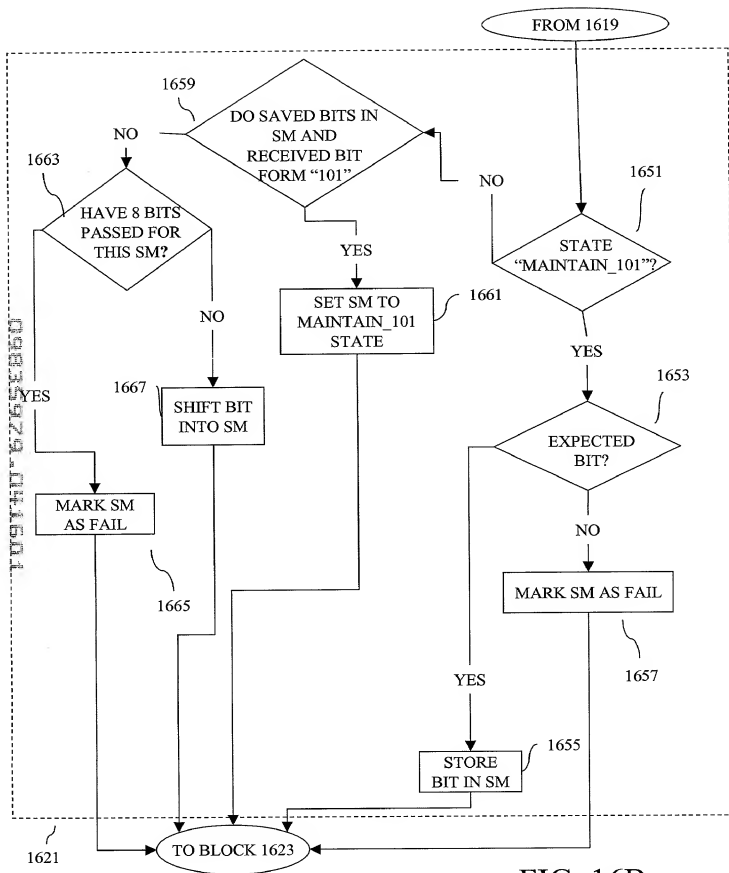 FROM 1619
1659
DO SAVED BITS IN
SM AND
RECEIVED BIT
FORM “101”
NO
1663
HAVE 8 BITS
PASSED FOR
THIS SM?
NO
1651
STATE
“MAINTAIN_101”?
YES
SET SM TO
MAINTAIN_101
STATE
1661
NO
YES
1667
SHIFT BIT
INTO SM
YES
1653
EXPECTED
BIT?
MARK SM
AS FAIL
1665
NO
MARK SM AS FAIL
1657
YES
STORE
BIT IN SM
1655
1621
TO BLOCK 1623